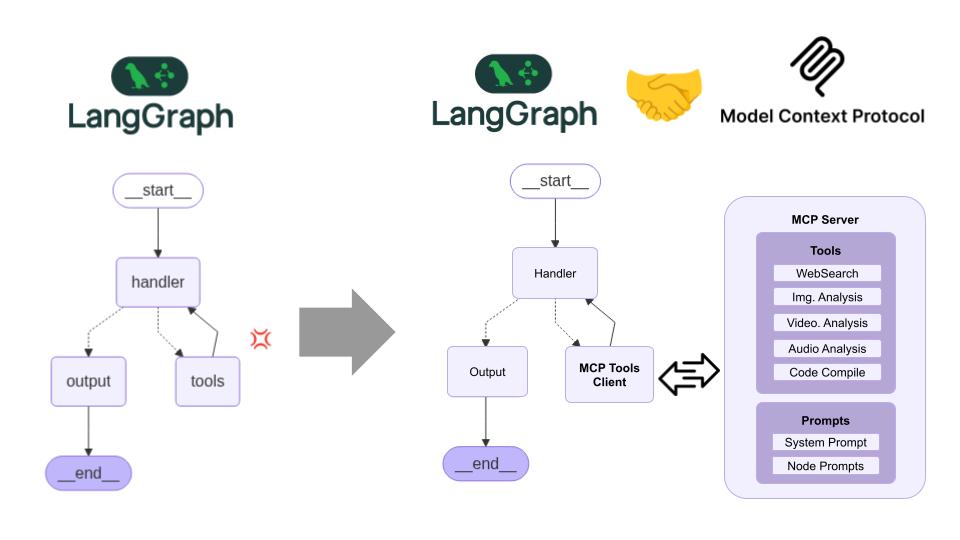 LangGraph
__start__
handler
output
tools
__end__
LangGraph
Model Context Protocol
__start__
Handler
Output
MCP Tools
Client
__end__
MCP Server
Tools
WebSearch
Img. Analysis
Video. Analysis
Audio Analysis
Code Compile
Prompts
System Prompt
Node Prompts